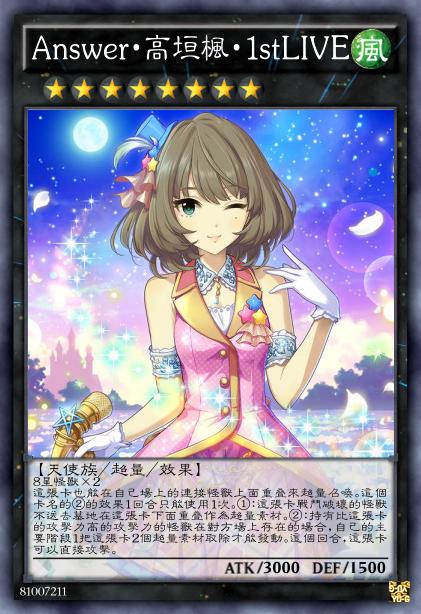 Answer·高垣楓·1stLIVE 風
【天使族／超量／效果】
8星怪獸×2
這張卡也能在自己場上的連接怪獸上面重疊來超量召喚。這個
卡名的②的效果1回合只能使用1次。①:這張卡戰鬥破壞的怪獸
不送去墓地在這張卡下面重疊作為超量素材。②:持有比這張卡
的攻擊力高的攻擊力的怪獸在對方場上存在的場合,自己的主
要階段1把這張卡2個超量素材取除才能發動。這個回合,這張卡
可以直接攻擊。
ATK/3000 DEF/1500
81007211